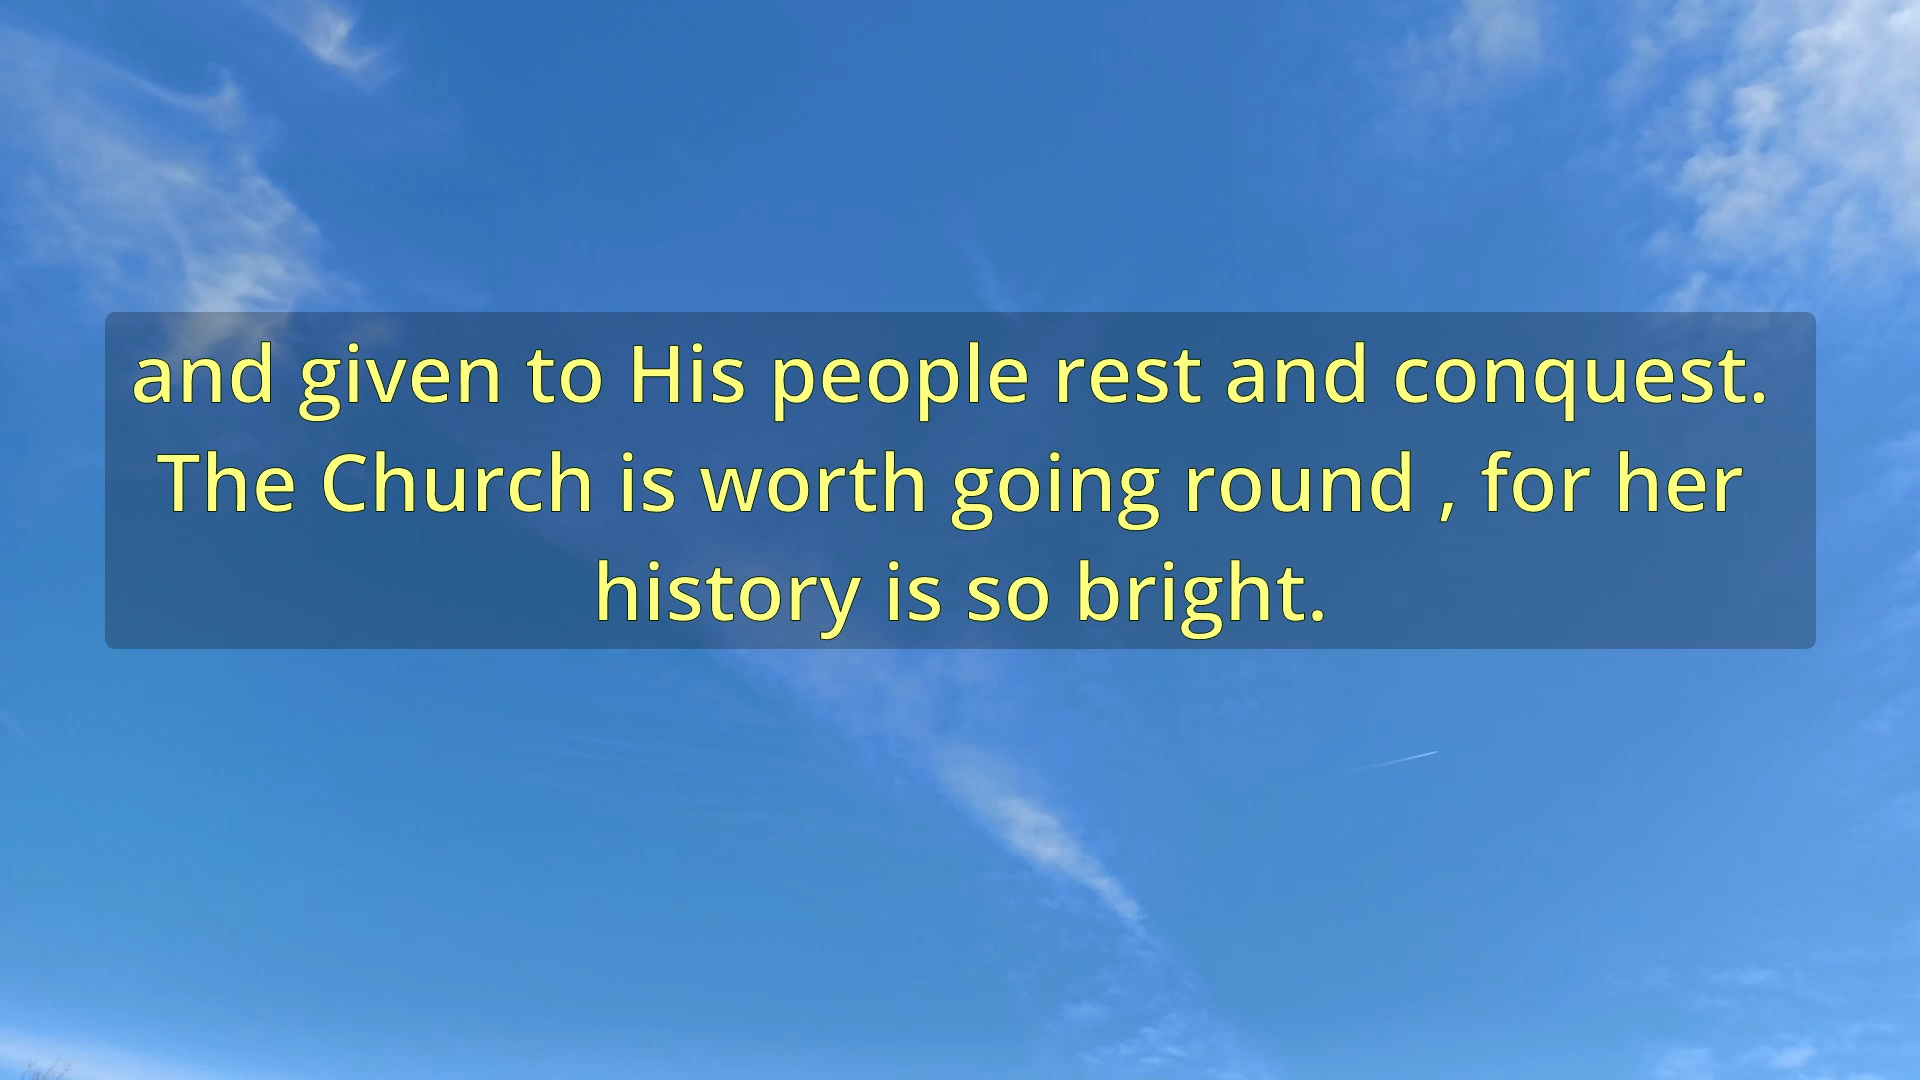 and given to His people rest and conquest.
The Church is worth going round , for her
history is so bright.